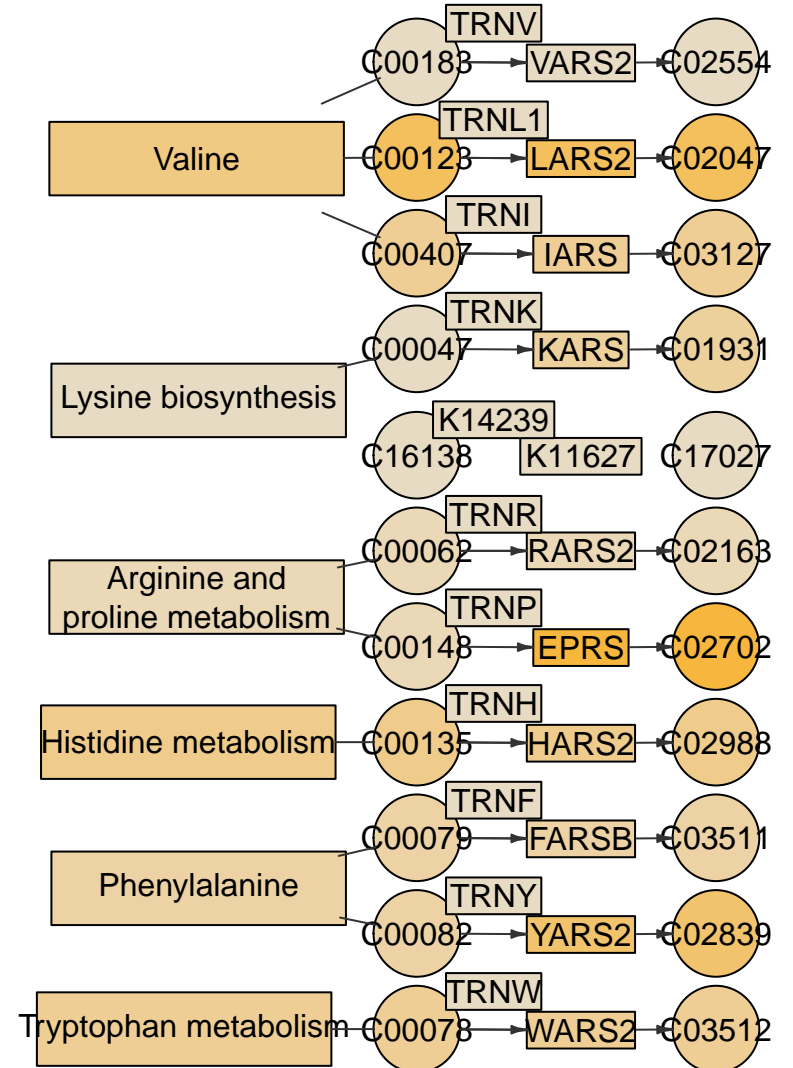 TRNV
C00183 VARS2 C02554
TRNL1
Valine C00123 LARS2 C02047
TRNI
C00407 IARS C03127
TRNK
C00047 KARS C01931
Lysine biosynthesis
K14239
C16138 K11627 C17027
TRNR
C00062 RARS2 C02163
Arginine and
proline metabolism
TRNP
C00148 EPRS C02702
TRNH
Histidine metabolism C00135 HARS2 C02988
TRNF
C00079 FARSB C03511
Phenylalanine
TRNY
C00082 YARS2 C02839
TRNW
Tryptophan metabolism C00078 WARS2 C03512